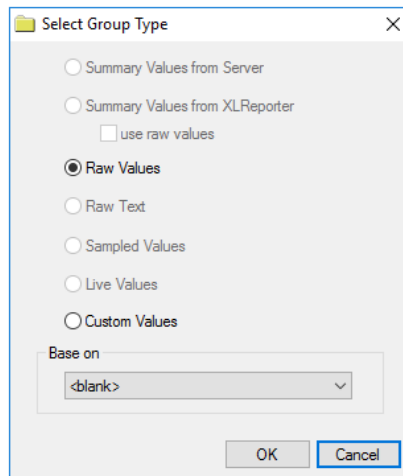 Select Group Type
Summary Values from Server
Summary Values from XLReporter
use raw values
Raw Values
Raw Text
Sampled Values
Live Values
Custom Values
Base on
<blank>
OK Cancel